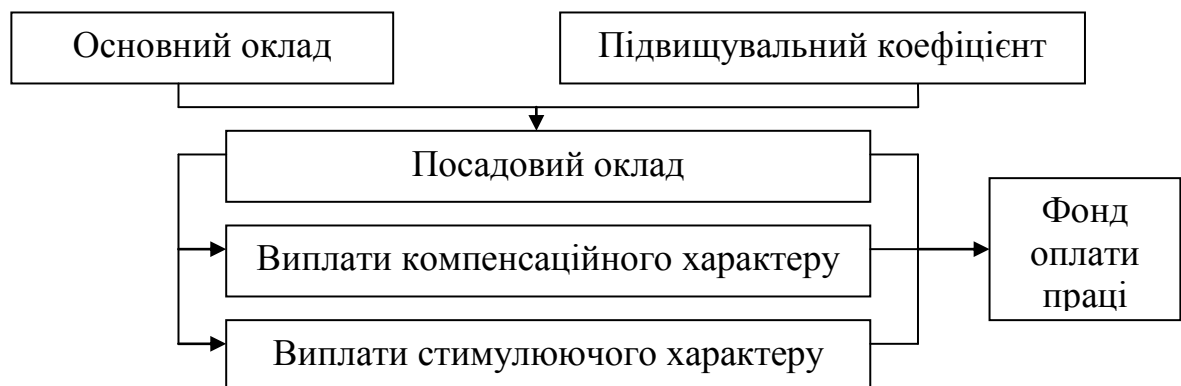 Основний оклад
Підвищувальний коефіцієнт
Посадовий оклад
Виплати компенсаційного характеру
Виплати стимулюючого характеру
Фонд
оплати
праці